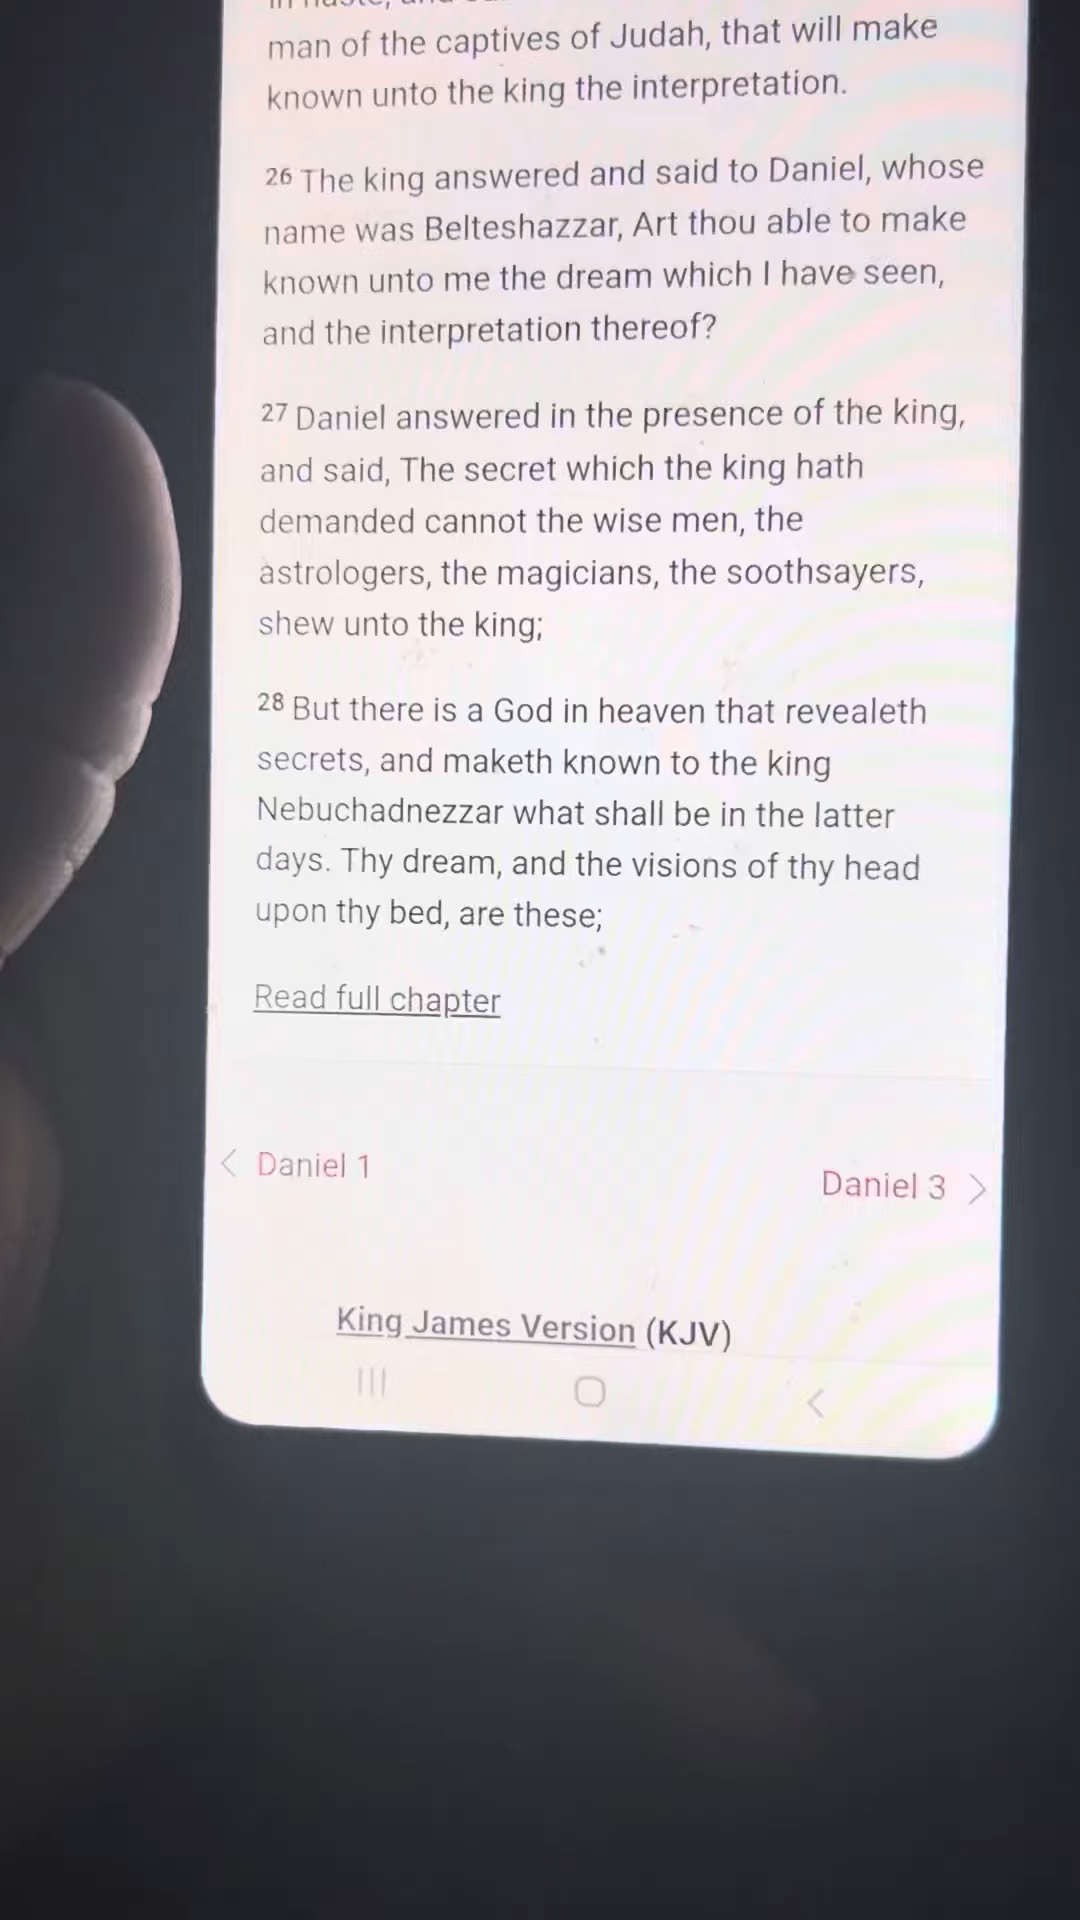 man of the captives of Judah, that will make
known unto the king the interpretation.
26 The king answered and said to Daniel, whose
name was Belteshazzar, Art thou able to make
known unto me the dream which I have seen,
and the interpretation thereof?
27 Daniel answered in the presence of the king,
and said, The secret which the king hath
demanded cannot the wise men, the
astrologers, the magicians, the soothsayers,
shew unto the king;
28 But there is a God in heaven that revealeth
secrets, and maketh known to the king
Nebuchadnezzar what shall be in the latter
days. Thy dream, and the visions of thy head
upon thy bed, are these;
Read full chapter
< Daniel 1
Daniel 3 >
King James Version (KJV)